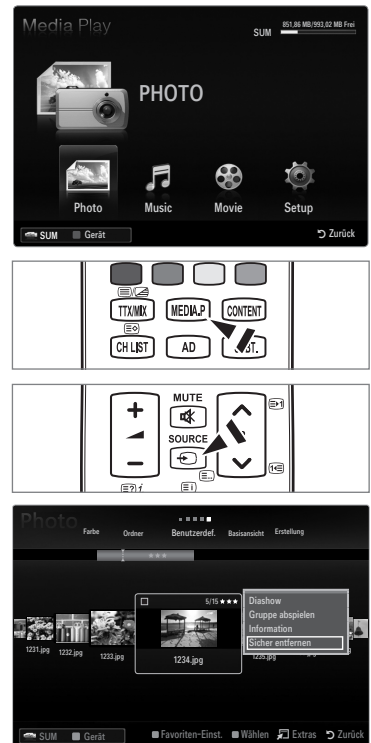 Media Play
SUM 851,86 MB/993,02 MB Frei
PHOTO
Photo Music Movie Setup
SUM Gerät Zurück
TTX/MIX MEDIA.P CONTENT
CH LIST AD
MUTE
SOURCE
Photo
Farbe Ordner Benutzerdef. Basisansicht Erstellung
5/15 ★★★
Diashow
Gruppe abspielen
Information
Sicher entfernen
1231.jpg 1232.jpg 1233.jpg 1234.jpg 1235.jpg
SUM Gerät Favoriten-Einst. Wählen Extras Zurück